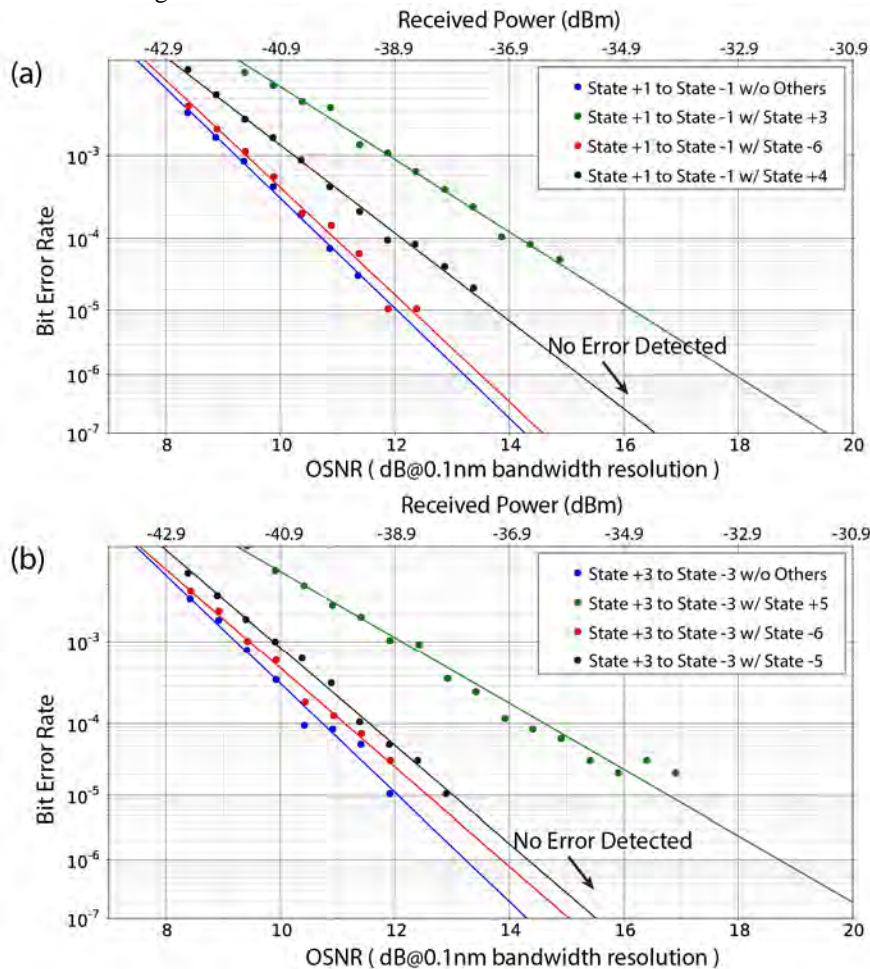 Received Power (dBm)
-42.9 -40.9 -38.9 -36.9 -34.9 -32.9 -30.9
(a)
State +1 to State -1 w/o Others
State +1 to State -1 w/ State +3
State +1 to State -1 w/ State -6
State +1 to State -1 w/ State +4
10-3
10-4
10-5
10-6
10-7
Bit Error Rate
No Error Detected
8 10 12 14 16 18 20
OSNR ( dB@0.1nm bandwidth resolution )
Received Power (dBm)
-42.9 -40.9 -38.9 -36.9 -34.9 -32.9 -30.9
(b)
State +3 to State -3 w/o Others
State +3 to State -3 w/ State +5
State +3 to State -3 w/ State -6
State +3 to State -3 w/ State -5
10-3
10-4
10-5
10-6
10-7
Bit Error Rate
No Error Detected
8 10 12 14 16 18 20
OSNR ( dB@0.1nm bandwidth resolution )